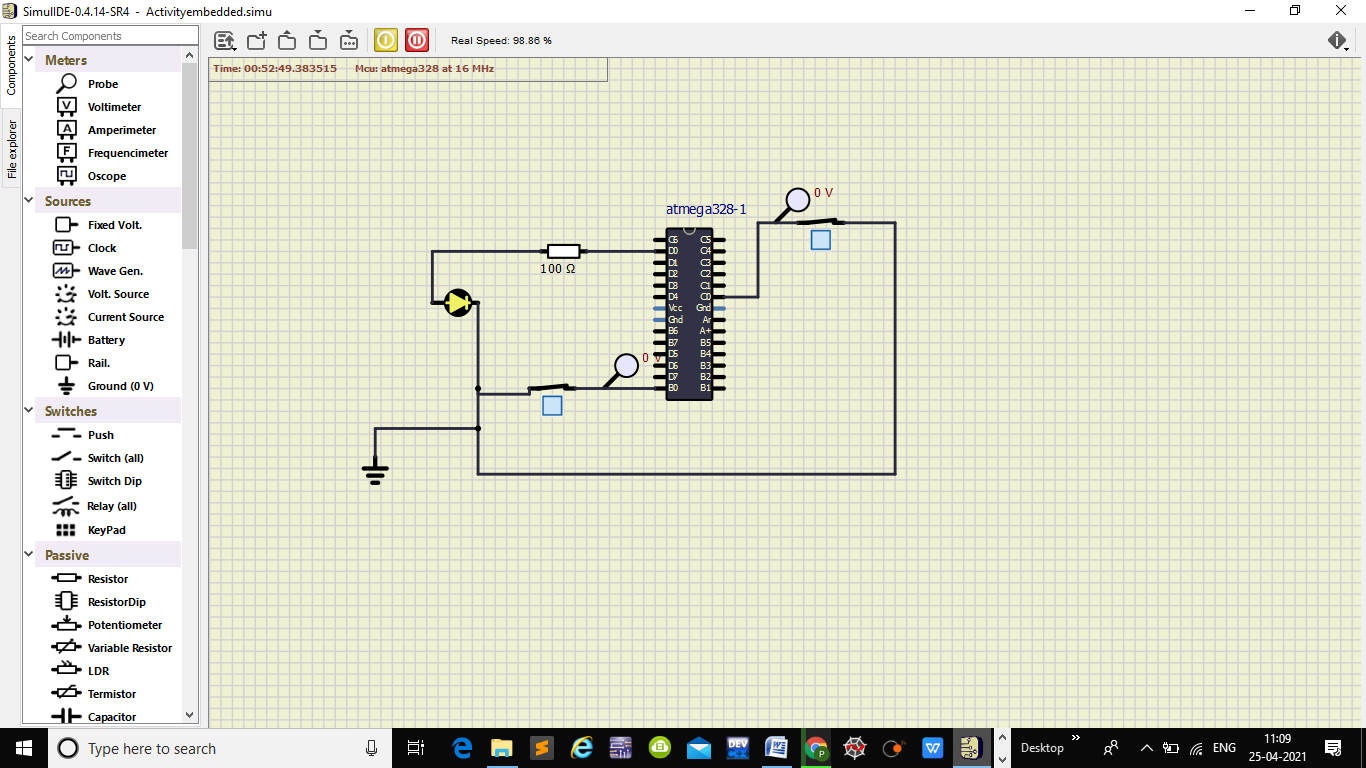 SimulIDE-0.4.14-SR4 - Activityembedded.simu
Components
File explorer
Search Components
Meters
Probe
Voltimeter
Amperimeter
Frequencimeter
Oscope
Sources
Fixed Volt.
Clock
Wave Gen.
Volt. Source
Current Source
Battery
Rail.
Ground (0 V)
Switches
Push
Switch (all)
Switch Dip
Relay (all)
KeyPad
Passive
Resistor
ResistorDip
Potentiometer
Variable Resistor
LDR
Termistor
Capacitor
Real Speed: 98.86 %
Time: 00:52:49.383515 Mcu: atmega328 at 16 MHz
0 V
atmega328-1
100 Ω
C6 C5
D0 C4
D1 C3
D2 C2
D3 C1
D4 C0
Vcc Gnd
Gnd Ar
B6 A+
B7 B5
D5 B4
D6 B3
D7 B2
B0 B1
0 V
Type here to search
DEV
Desktop
ENG
11:09
25-04-2021